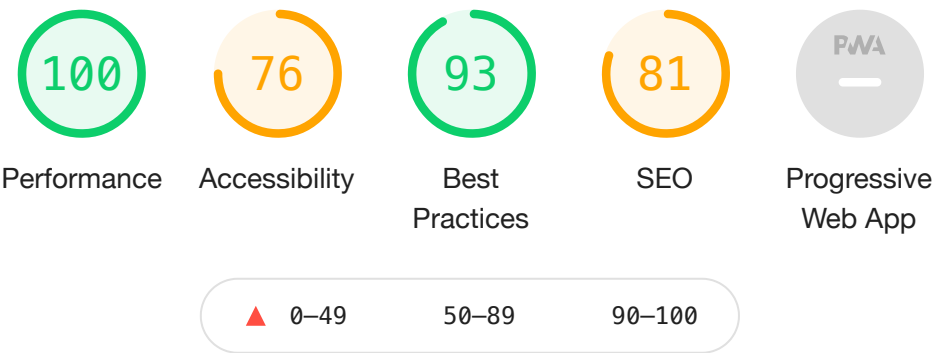 100 76 93 81 PWA
Performance Accessibility Best Practices SEO Progressive Web App
0–49 50–89 90–100